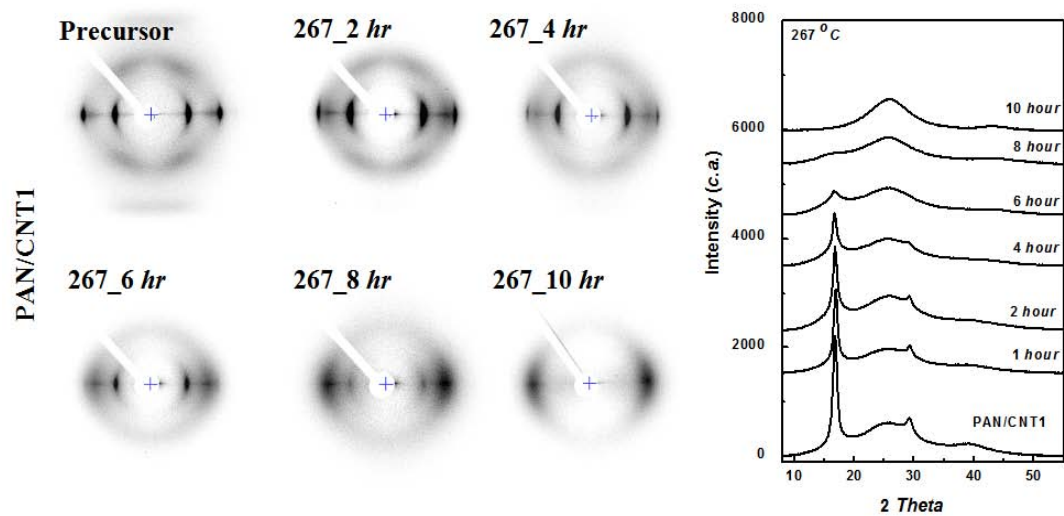 Precursor
267_2 hr
267_4 hr
PAN/CNT1
267_6 hr
267_8 hr
267_10 hr
8000
6000
4000
2000
0
Intensity (c.a.)
267 ⁰C
10 hour
8 hour
6 hour
4 hour
2 hour
1 hour
PAN/CNT1
10 20 30 40 50
2 Theta